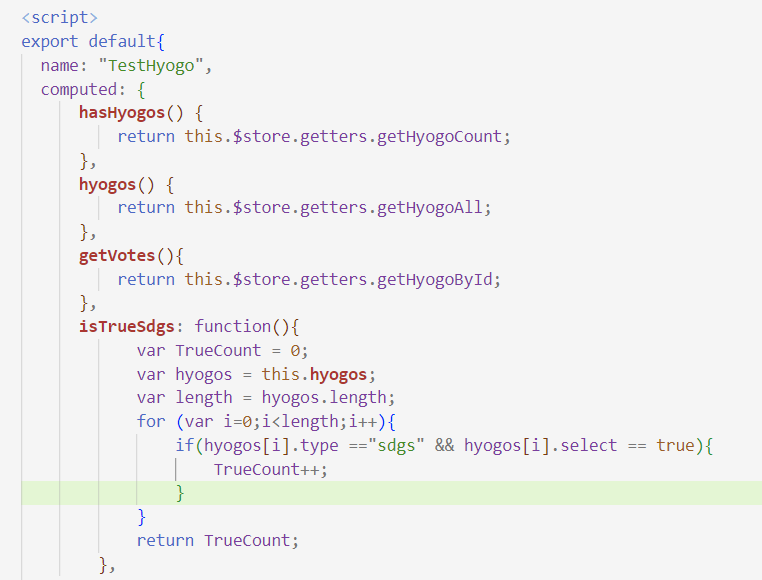 <script>
export default{
name: "TestHyogo",
computed: {
hasHyogos() {
return this.$store.getters.getHyogoCount;
},
hyogos() {
return this.$store.getters.getHyogoAll;
},
getVotes(){
return this.$store.getters.getHyogoById;
},
isTrueSdgs: function(){
var TrueCount = 0;
var hyogos = this.hyogos;
var length = hyogos.length;
for (var i=0;i<length;i++){
if(hyogos[i].type =="sdgs" && hyogos[i].select == true){
TrueCount++;
}
}
return TrueCount;
},